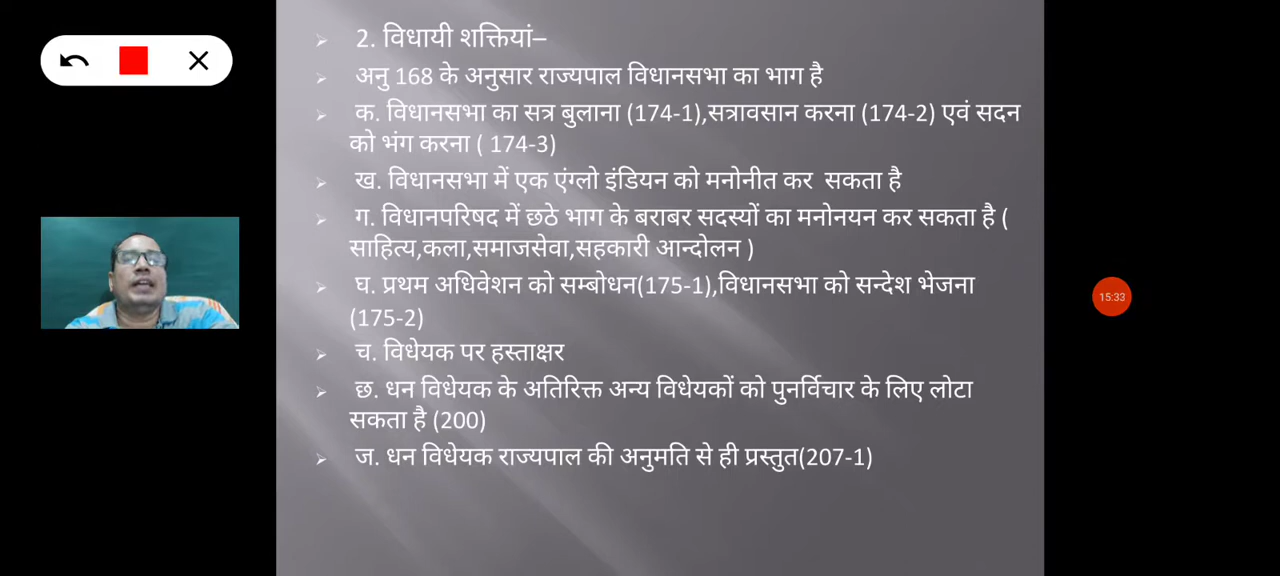 2. विधायी शक्तियां–
अनु 168 के अनुसार राज्यपाल विधानसभा का भाग है
क. विधानसभा का सत्र बुलाना (174-1),सत्रावसान करना (174-2) एवं सदन
को भंग करना ( 174-3)
ख. विधानसभा में एक एंग्लो इंडियन को मनोनीत कर सकता है
ग. विधानपरिषद में छठे भाग के बराबर सदस्यों का मनोनयन कर सकता है (
साहित्य,कला,समाजसेवा,सहकारी आन्दोलन )
घ. प्रथम अधिवेशन को सम्बोधन(175-1),विधानसभा को सन्देश भेजना
(175-2)
च. विधेयक पर हस्ताक्षर
छ. धन विधेयक के अतिरिक्त अन्य विधेयकों को पुनर्विचार के लिए लोटा
सकता है (200)
ज. धन विधेयक राज्यपाल की अनुमति से ही प्रस्तुत(207-1)
15:33